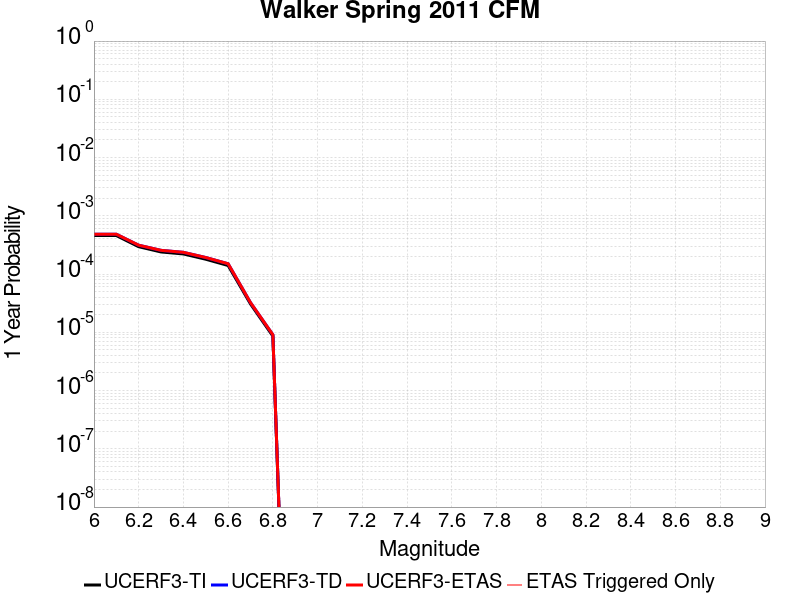 Walker Spring 2011 CFM
10^0
10^-1
10^-2
10^-3
10^-4
10^-5
10^-6
10^-7
10^-8
1 Year Probability
6 6.2 6.4 6.6 6.8 7 7.2 7.4 7.6 7.8 8 8.2 8.4 8.6 8.8 9
Magnitude
UCERF3-TI UCERF3-TD UCERF3-ETAS ETAS Triggered Only